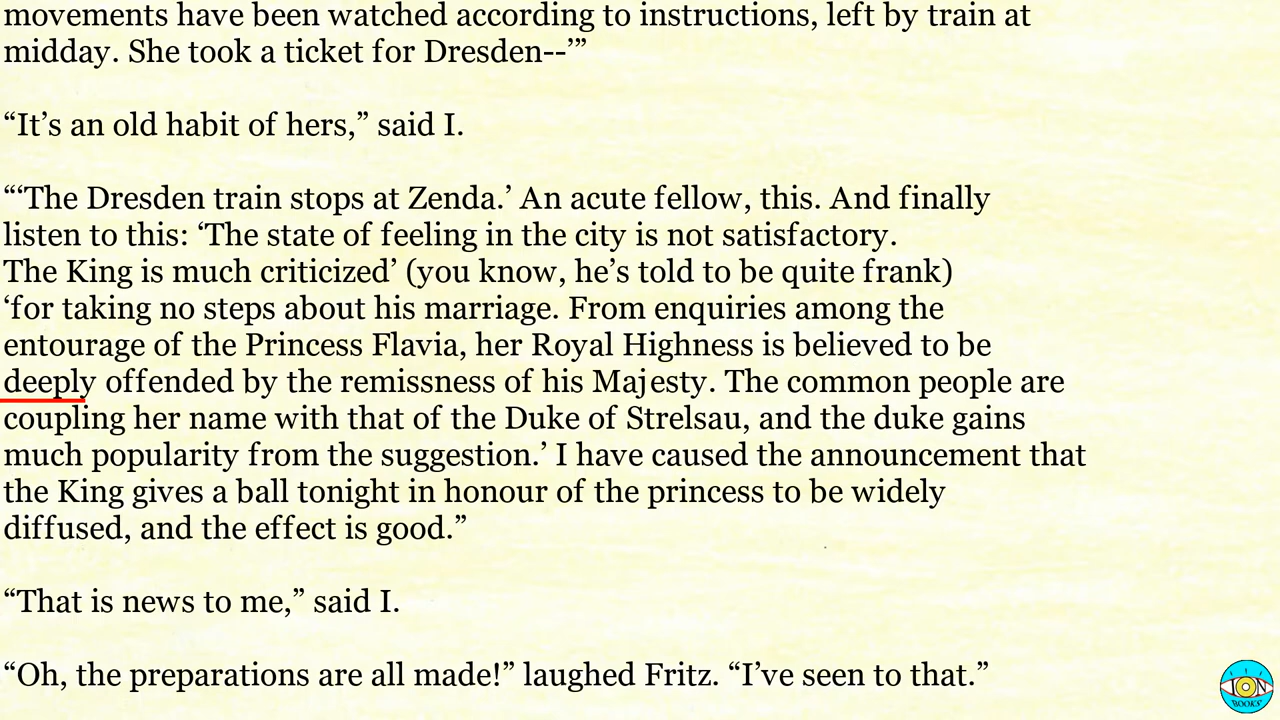 movements have been watched according to instructions, left by train at
midday. She took a ticket for Dresden--’”
“It’s an old habit of hers,” said I.
“‘The Dresden train stops at Zenda.’ An acute fellow, this. And finally
listen to this: ‘The state of feeling in the city is not satisfactory.
The King is much criticized’ (you know, he’s told to be quite frank)
‘for taking no steps about his marriage. From enquiries among the
entourage of the Princess Flavia, her Royal Highness is believed to be
deeply offended by the remissness of his Majesty. The common people are
coupling her name with that of the Duke of Strelsau, and the duke gains
much popularity from the suggestion.’ I have caused the announcement that
the King gives a ball tonight in honour of the princess to be widely
diffused, and the effect is good.”
“That is news to me,” said I.
“Oh, the preparations are all made!” laughed Fritz. “I’ve seen to that.”
ION
BOOKS